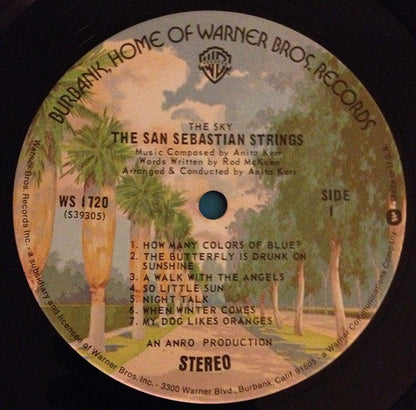 BURBANK, HOME OF WARNER BROS. RECORDS
THE SKY
THE SAN SEBASTIAN STRINGS
Music Composed by Anita Kerr
Words Written by Rod McKuen
Arranged & Conducted by Anita Kerr
WS 1720
(S39305)
SIDE
1
1. HOW MANY COLORS OF BLUE?
2. THE BUTTERFLY IS DRUNK ON
SUNSHINE
3. A WALK WITH THE ANGELS
4. SO LITTLE SUN
5. NIGHT TALK
6. WHEN WINTER COMES
7. MY DOG LIKES ORANGES
AN ANRO PRODUCTION
STEREO
Warner Bros. Records Inc. • a subsidiary and licensee of Warner Bros. Inc. • 3300 Warner Blvd., Burbank, Calif. 91505 • a Warner Communications Company